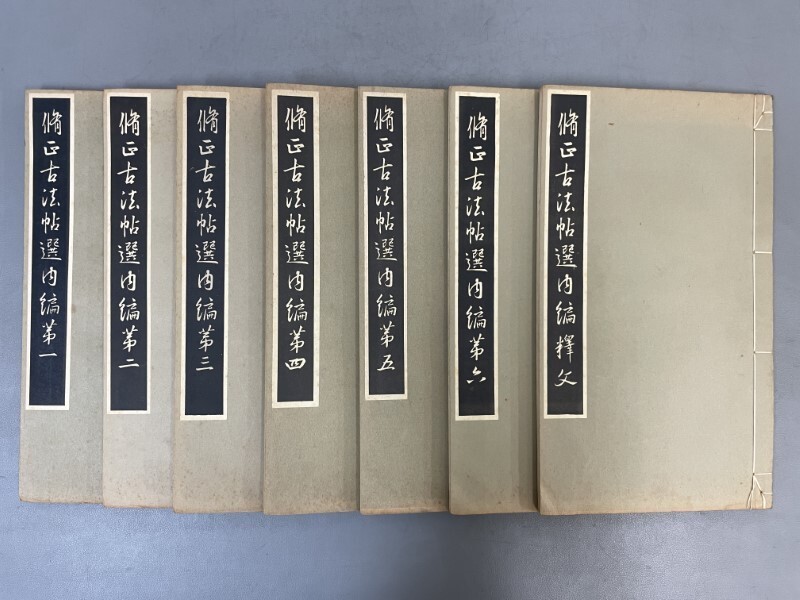 脩正古法帖選内編第一
脩正古法帖選内編第二
脩正古法帖選内編第三
脩正古法帖選内編第四
脩正古法帖選内編第五
脩正古法帖選内編第六
脩正古法帖選内編釋文